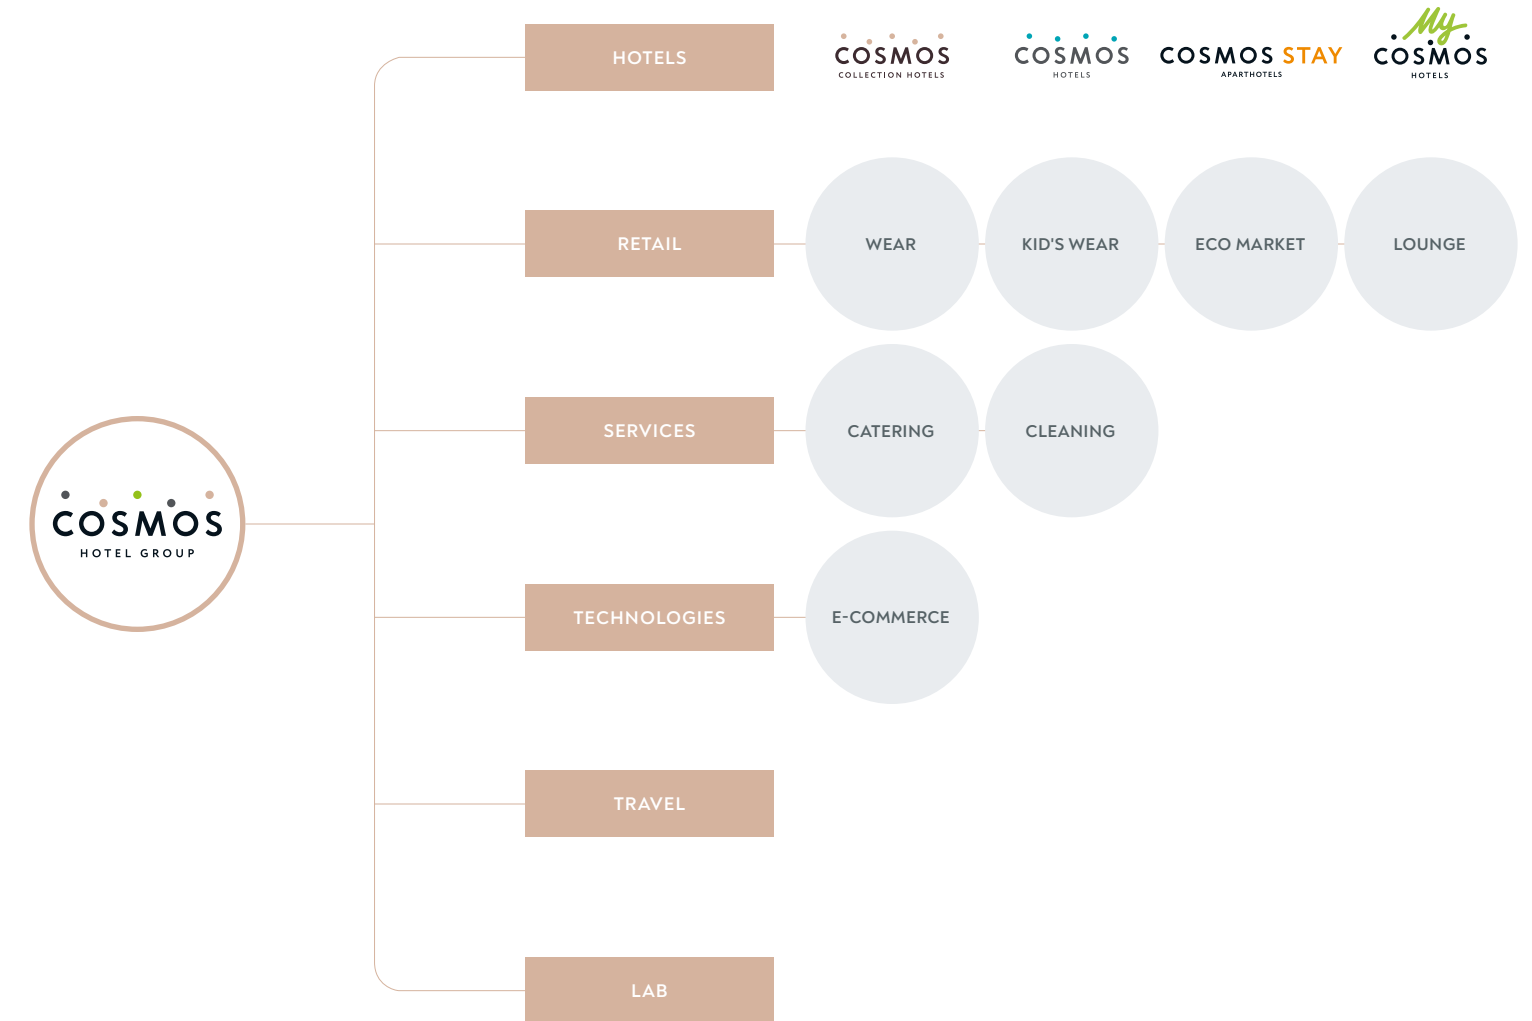 HOTELS
COSMOS
COLLECTION HOTELS
COSMOS
HOTELS
COSMOS STAY
APARTHOTELS
My
COSMOS
HOTELS
RETAIL
WEAR
KID'S WEAR
ECO MARKET
LOUNGE
SERVICES
CATERING
CLEANING
COSMOS
HOTEL GROUP
TECHNOLOGIES
E-COMMERCE
TRAVEL
LAB